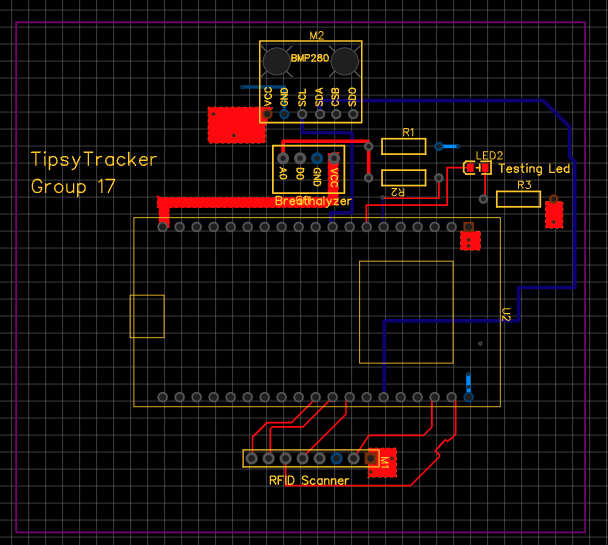 M2
BMP280
VCC
GND
SCL
SDA
CSB
SDO
TipsyTracker
Group 17
R1
A0
D0
GND
VCC
Breathalyzer
R2
LED2
Testing Led
R3
U2
M1
RFID Scanner